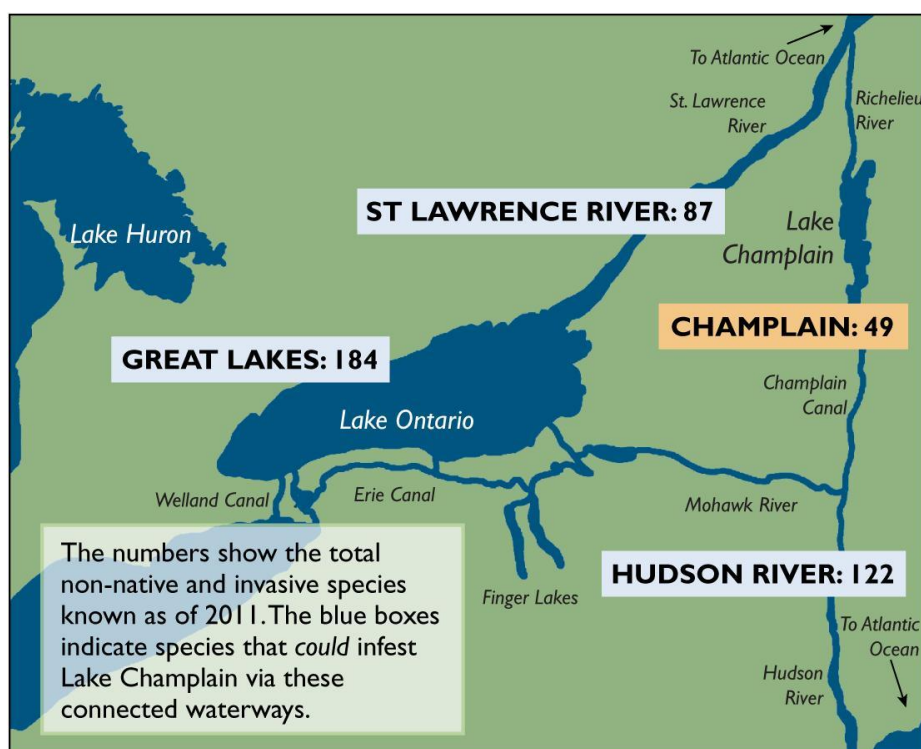 To Atlantic Ocean
St. Lawrence
River
Richelieu
River
ST LAWRENCE RIVER: 87
Lake Huron
Lake
Champlain
CHAMPLAIN: 49
GREAT LAKES: 184
Champlain
Canal
Lake Ontario
Welland Canal
Erie Canal
Mohawk River
The numbers show the total
non-native and invasive species
known as of 2011. The blue boxes
indicate species that could infest
Lake Champlain via these
connected waterways.
Finger Lakes
HUDSON RIVER: 122
To Atlantic
Ocean
Hudson
River